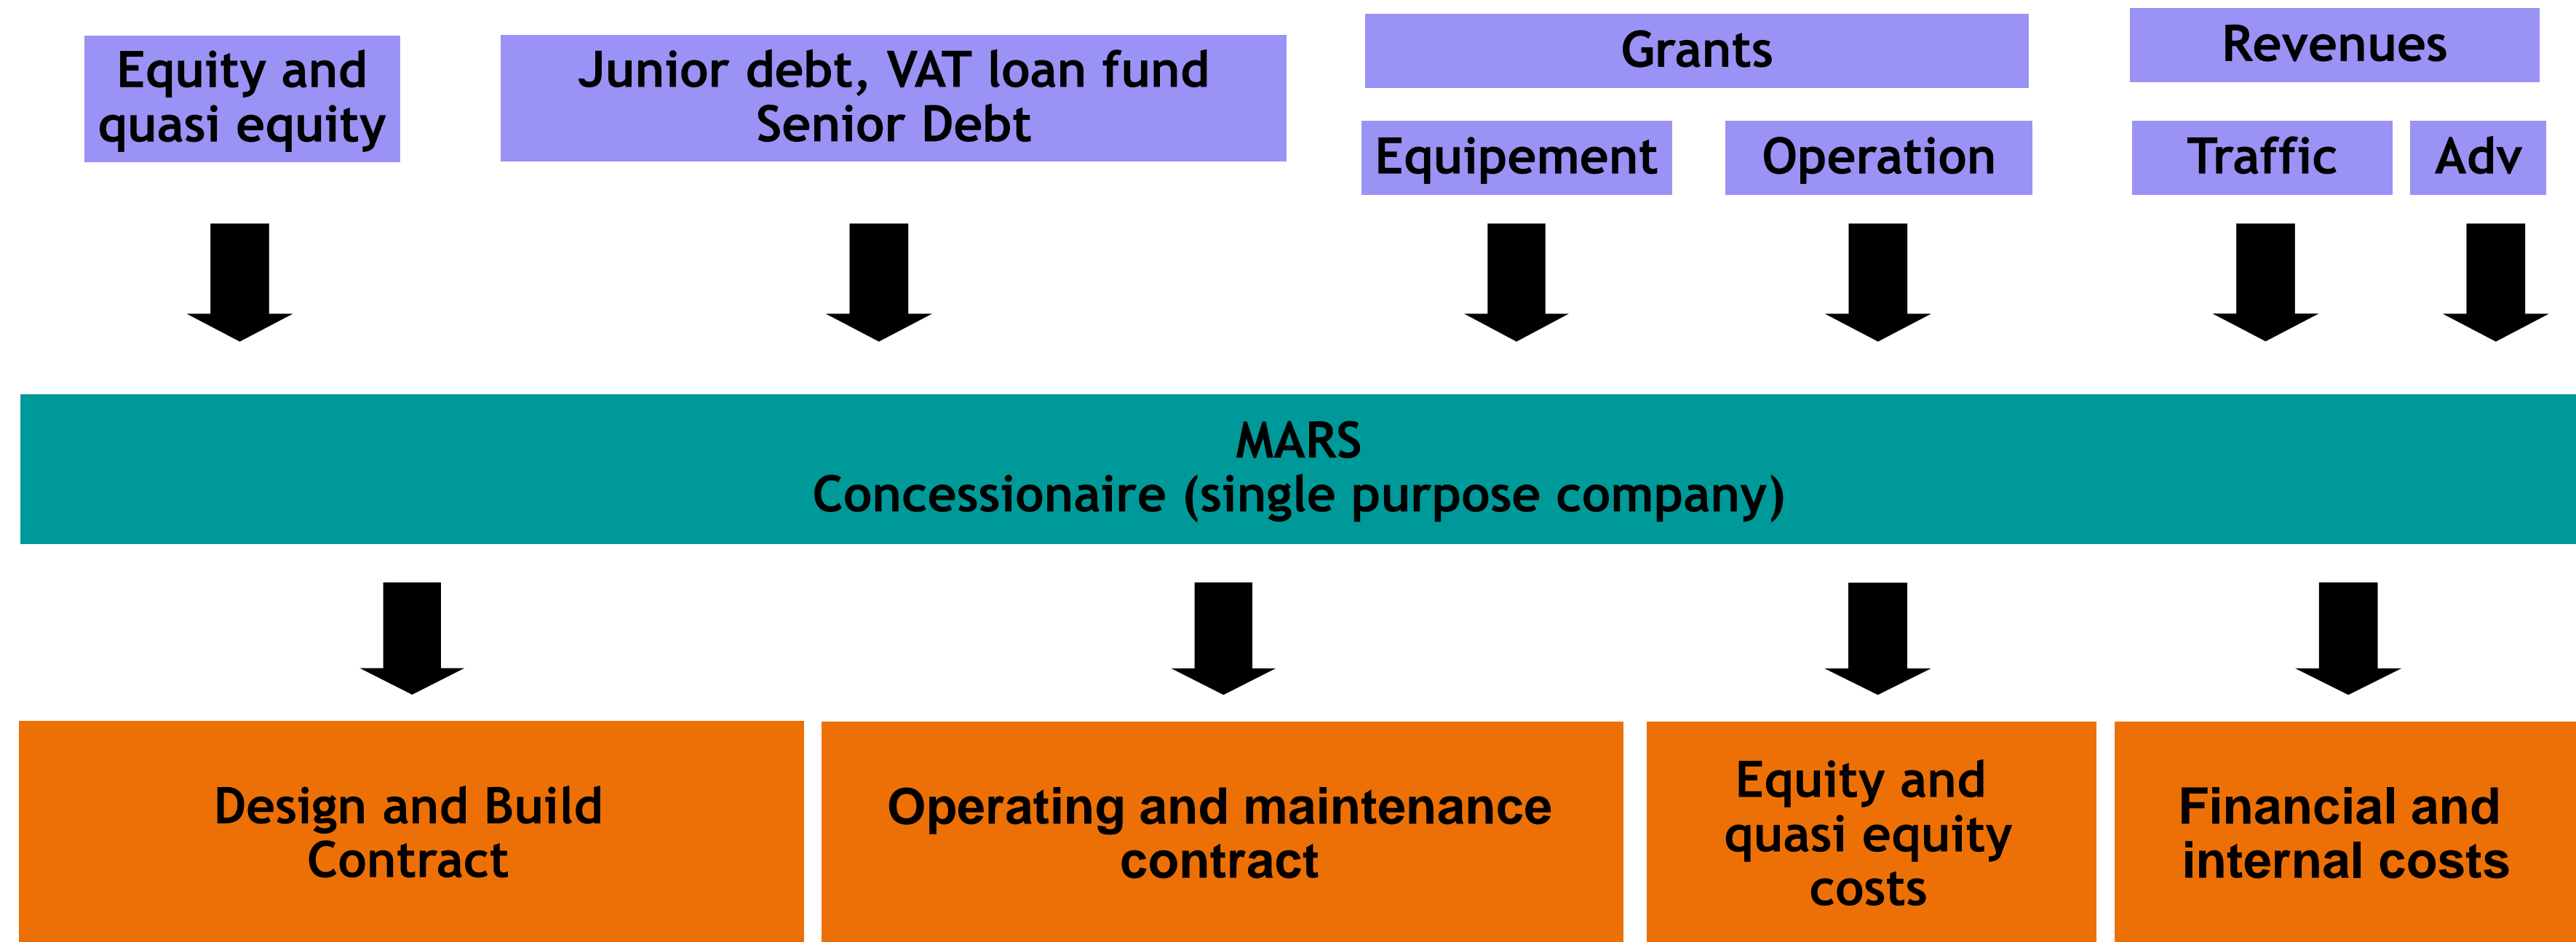 Equity and
quasi equity
Junior debt, VAT loan fund
Senior Debt
Grants
Equipement
Operation
Revenues
Traffic
Adv
MARS
Concessionaire (single purpose company)
Design and Build
Contract
Operating and maintenance
contract
Equity and
quasi equity
costs
Financial and
internal costs